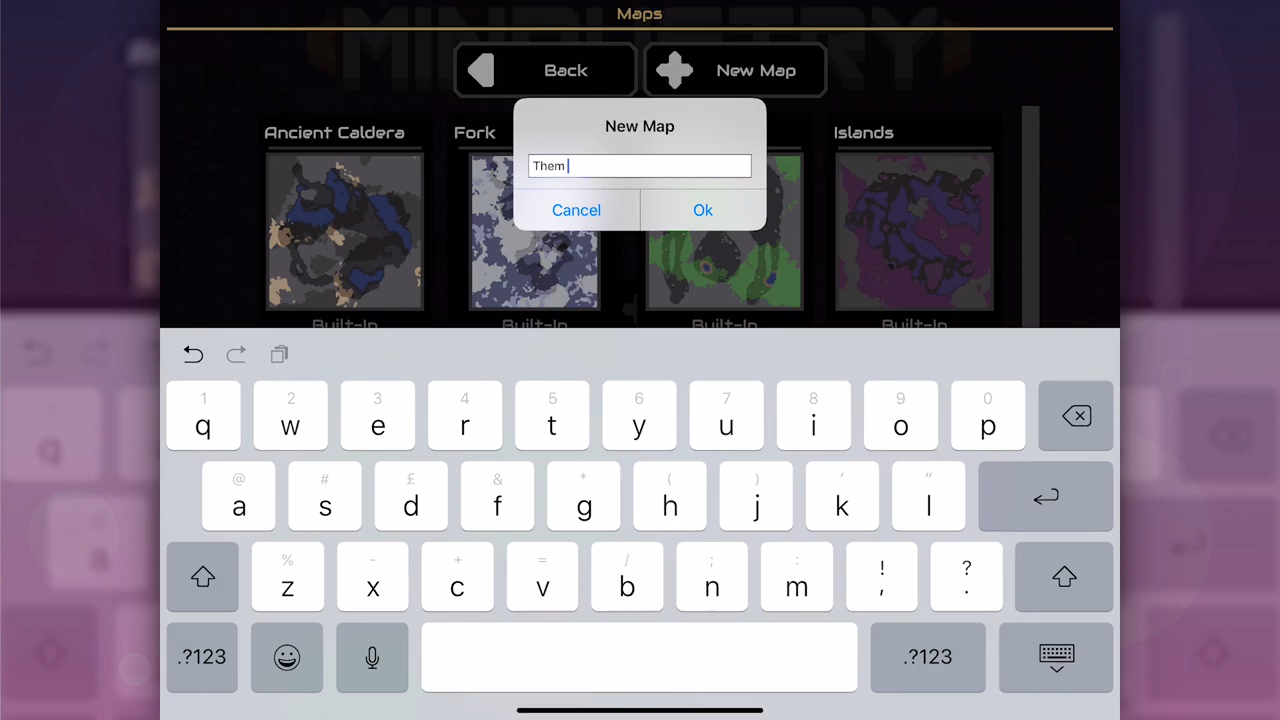 Maps
MINDUSTRY
Back
New Map
Ancient Caldera
Fork
Islands
New Map
Them
Cancel
Ok
Built-In
Built-In
Built-In
Built-In
1 2 3 4 5 6 7 8 9 0
q w e r t y u i o p
@ # £ & * ( ) ' "
a s d f g h j k l
% - + = / ; : ! ?
z x c v b n m , .
.?123
.?123